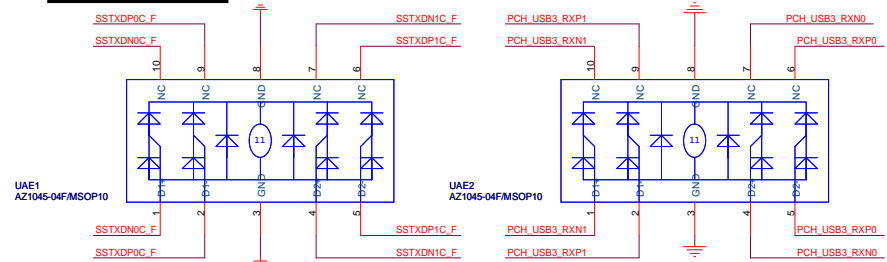 SSTXDP0C_F SSTXDN1C_F PCH_USB3_RXP1 PCH_USB3_RXN0
SSTXDN0C_F SSTXDP1C_F PCH_USB3_RXN1 PCH_USB3_RXP0
10 9 8 7 6 10 9 8 7 6
NC NC GND NC NC NC NC GND NC NC
11 11
UAE1 UAE2
AZ1045-04F/MSOP10 AZ1045-04F/MSOP10
D1+ D1- GND D2+ D2- D1+ D1- GND D2+ D2-
1 2 3 4 5 1 2 3 4 5
SSTXDN0C_F SSTXDP1C_F PCH_USB3_RXN1 PCH_USB3_RXP0
SSTXDP0C_F SSTXDN1C_F PCH_USB3_RXP1 PCH_USB3_RXN0